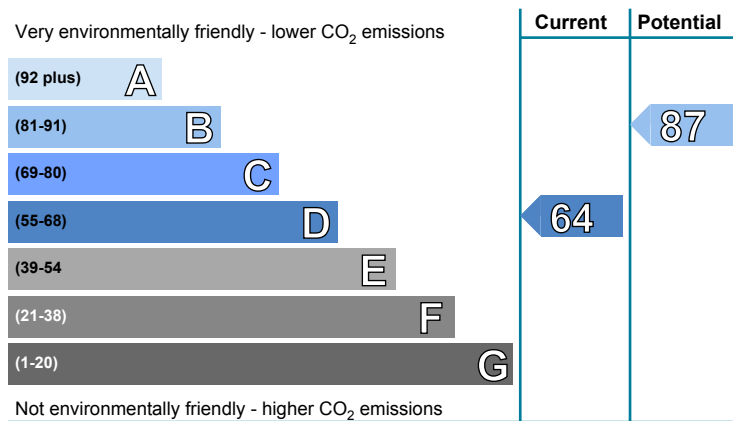 Very environmentally friendly - lower CO₂ emissions
Current
Potential
(92 plus) A
(81-91) B
87
(69-80) C
(55-68) D
64
(39-54 E
(21-38) F
(1-20) G
Not environmentally friendly - higher CO₂ emissions